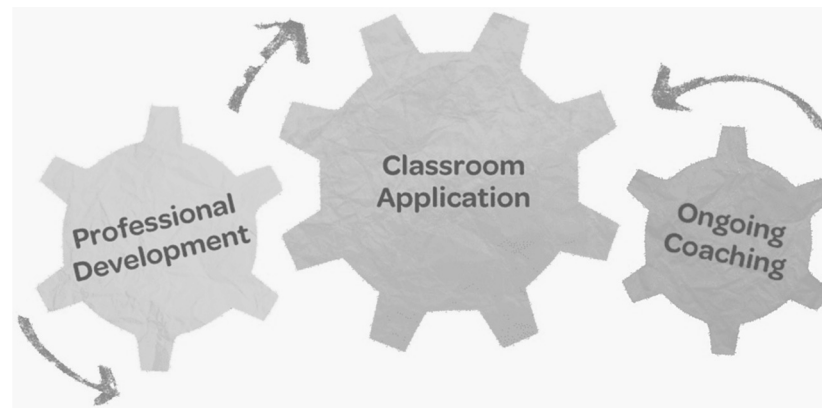 Professional
Development
Classroom
Application
Ongoing
Coaching